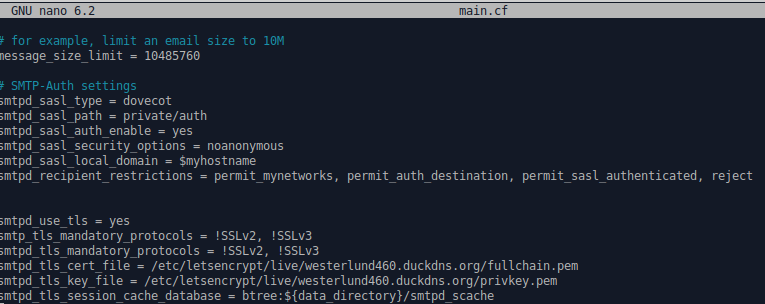 GNU nano 6.2 main.cf
# for example, limit an email size to 10M
message_size_limit = 10485760
# SMTP-Auth settings
smtpd_sasl_type = dovecot
smtpd_sasl_path = private/auth
smtpd_sasl_auth_enable = yes
smtpd_sasl_security_options = noanonymous
smtpd_sasl_local_domain = $myhostname
smtpd_recipient_restrictions = permit_mynetworks, permit_auth_destination, permit_sasl_authenticated, reject
smtpd_use_tls = yes
smtp_tls_mandatory_protocols = !SSLv2, !SSLv3
smtpd_tls_mandatory_protocols = !SSLv2, !SSLv3
smtpd_tls_cert_file = /etc/letsencrypt/live/westerlund460.duckdns.org/fullchain.pem
smtpd_tls_key_file = /etc/letsencrypt/live/westerlund460.duckdns.org/privkey.pem
smtpd_tls_session_cache_database = btree:${data_directory}/smtpd_scache